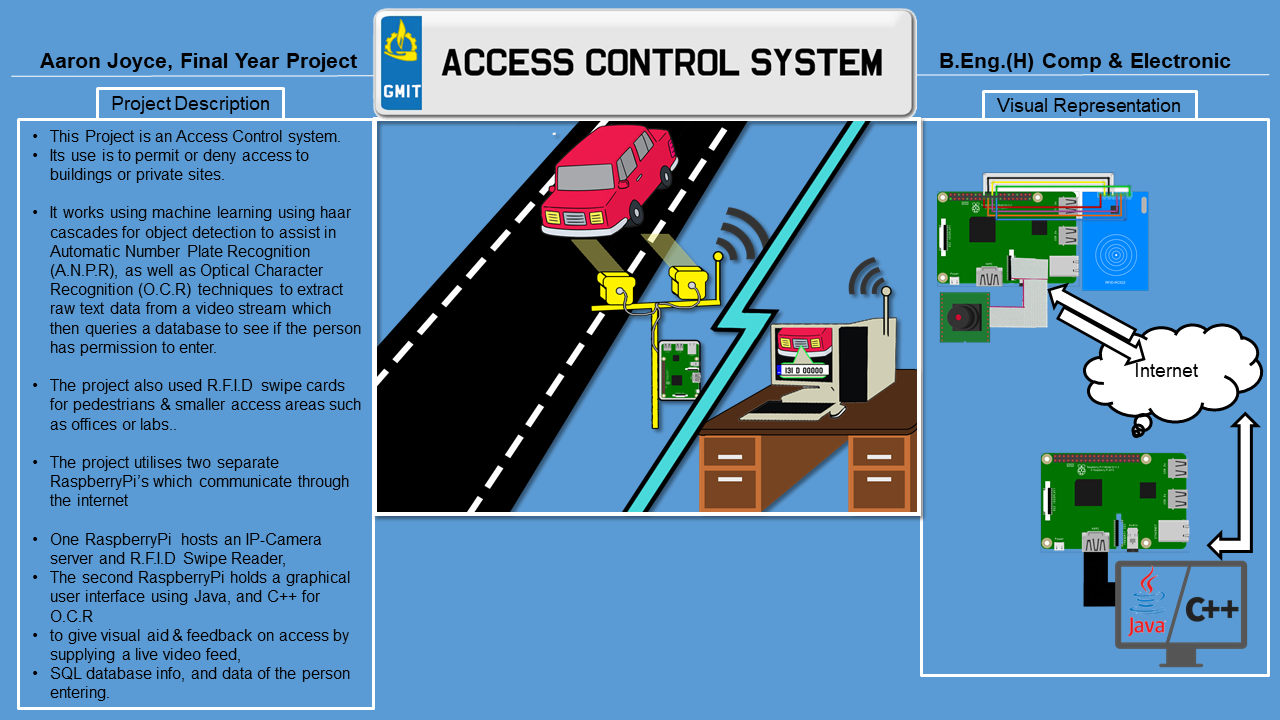 Aaron Joyce, Final Year Project
GMIT
ACCESS CONTROL SYSTEM
B.Eng.(H) Comp & Electronic
Project Description
• This Project is an Access Control system.
• Its use is to permit or deny access to
buildings or private sites.
• It works using machine learning using haar
cascades for object detection to assist in
Automatic Number Plate Recognition
(A.N.P.R), as well as Optical Character
Recognition (O.C.R) techniques to extract
raw text data from a video stream which
then queries a database to see if the person
has permission to enter.
• The project also used R.F.I.D swipe cards
for pedestrians & smaller access areas such
as offices or labs..
• The project utilises two separate
RaspberryPi's which communicate through
the internet
• One RaspberryPi hosts an IP-Camera
server and R.F.I.D Swipe Reader,
• The second RaspberryPi holds a graphical
user interface using Java, and C++ for
O.C.R
• to give visual aid & feedback on access by
supplying a live video feed,
• SQL database info, and data of the person
entering.
131 D 00000
Visual Representation
Internet
Java
C++